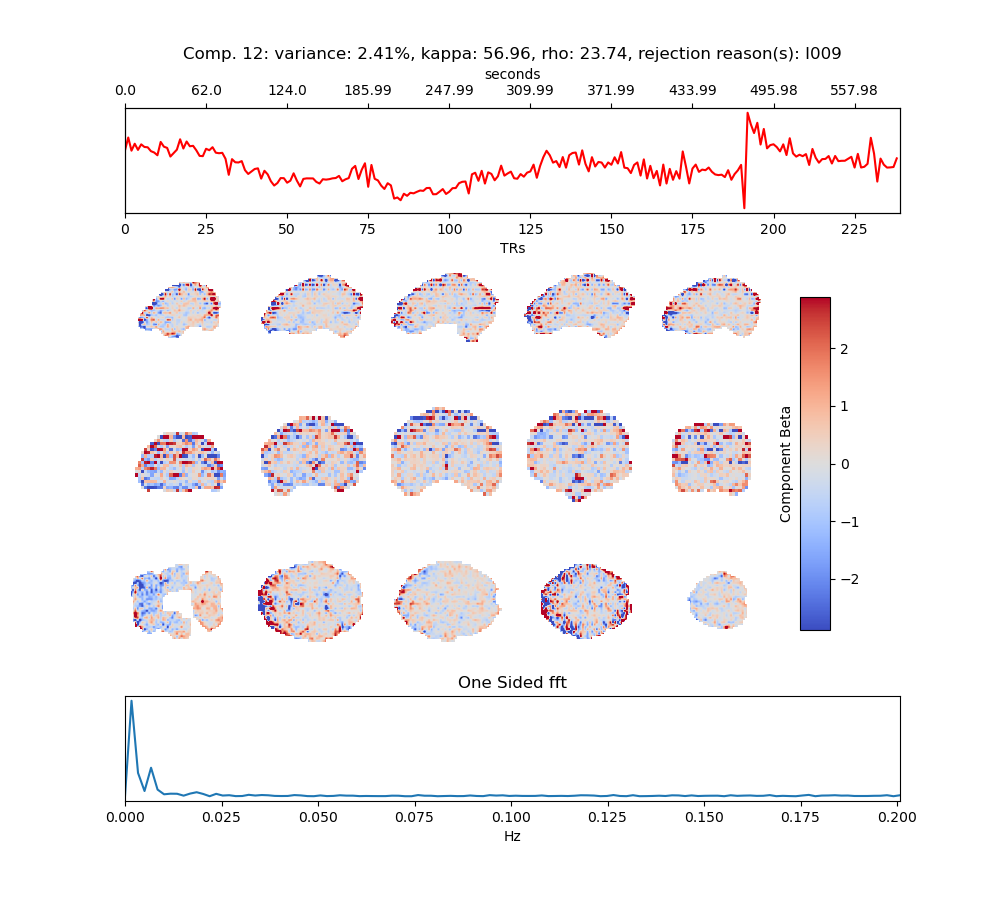 Comp. 12: variance: 2.41%, kappa: 56.96, rho: 23.74, rejection reason(s): I009
seconds
0.0 62.0 124.0 185.99 247.99 309.99 371.99 433.99 495.98 557.98
0 25 50 75 100 125 150 175 200 225
TRs
2
1
0
−1
−2
Component Beta
One Sided fft
0.000 0.025 0.050 0.075 0.100 0.125 0.150 0.175 0.200
Hz